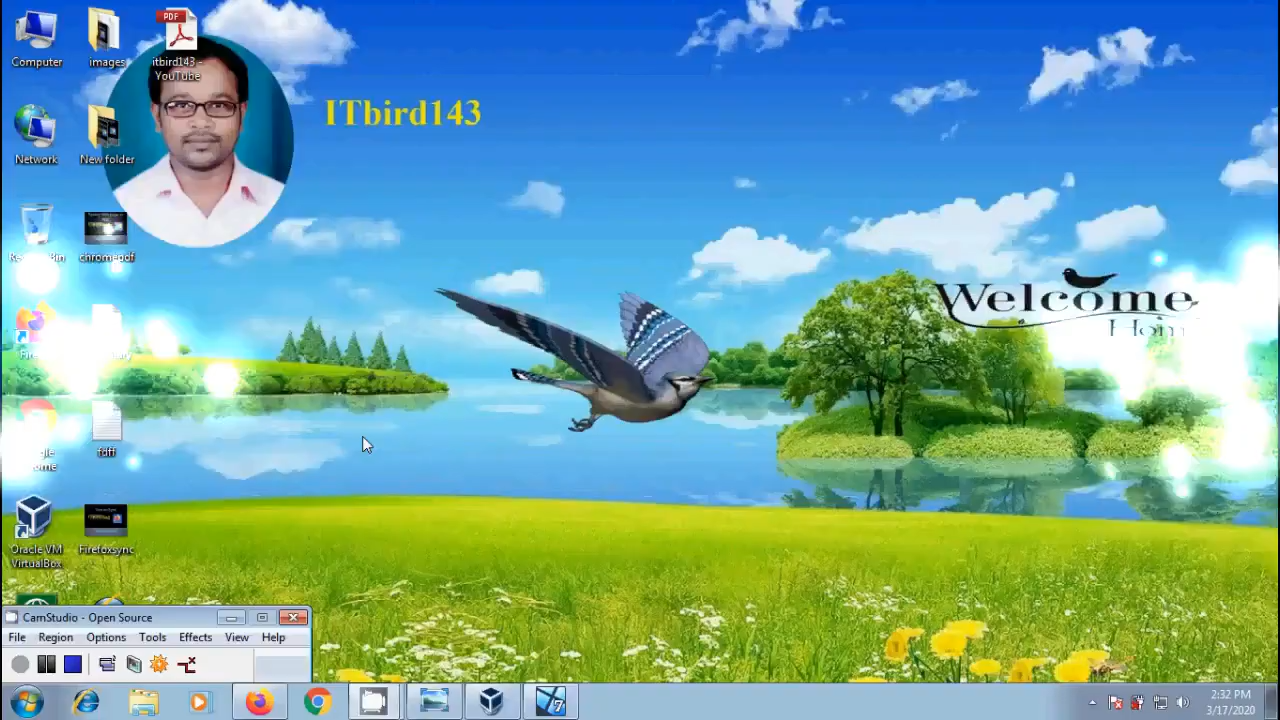 Computer
images
PDF
itbird143 -
YouTube
ITbird143
Network
New folder
chromepdf
Welcome
fdff
Oracle VM
VirtualBox
Firefoxsync
CamStudio - Open Source
File Region Options Tools Effects View Help
2:32 PM
3/17/2020